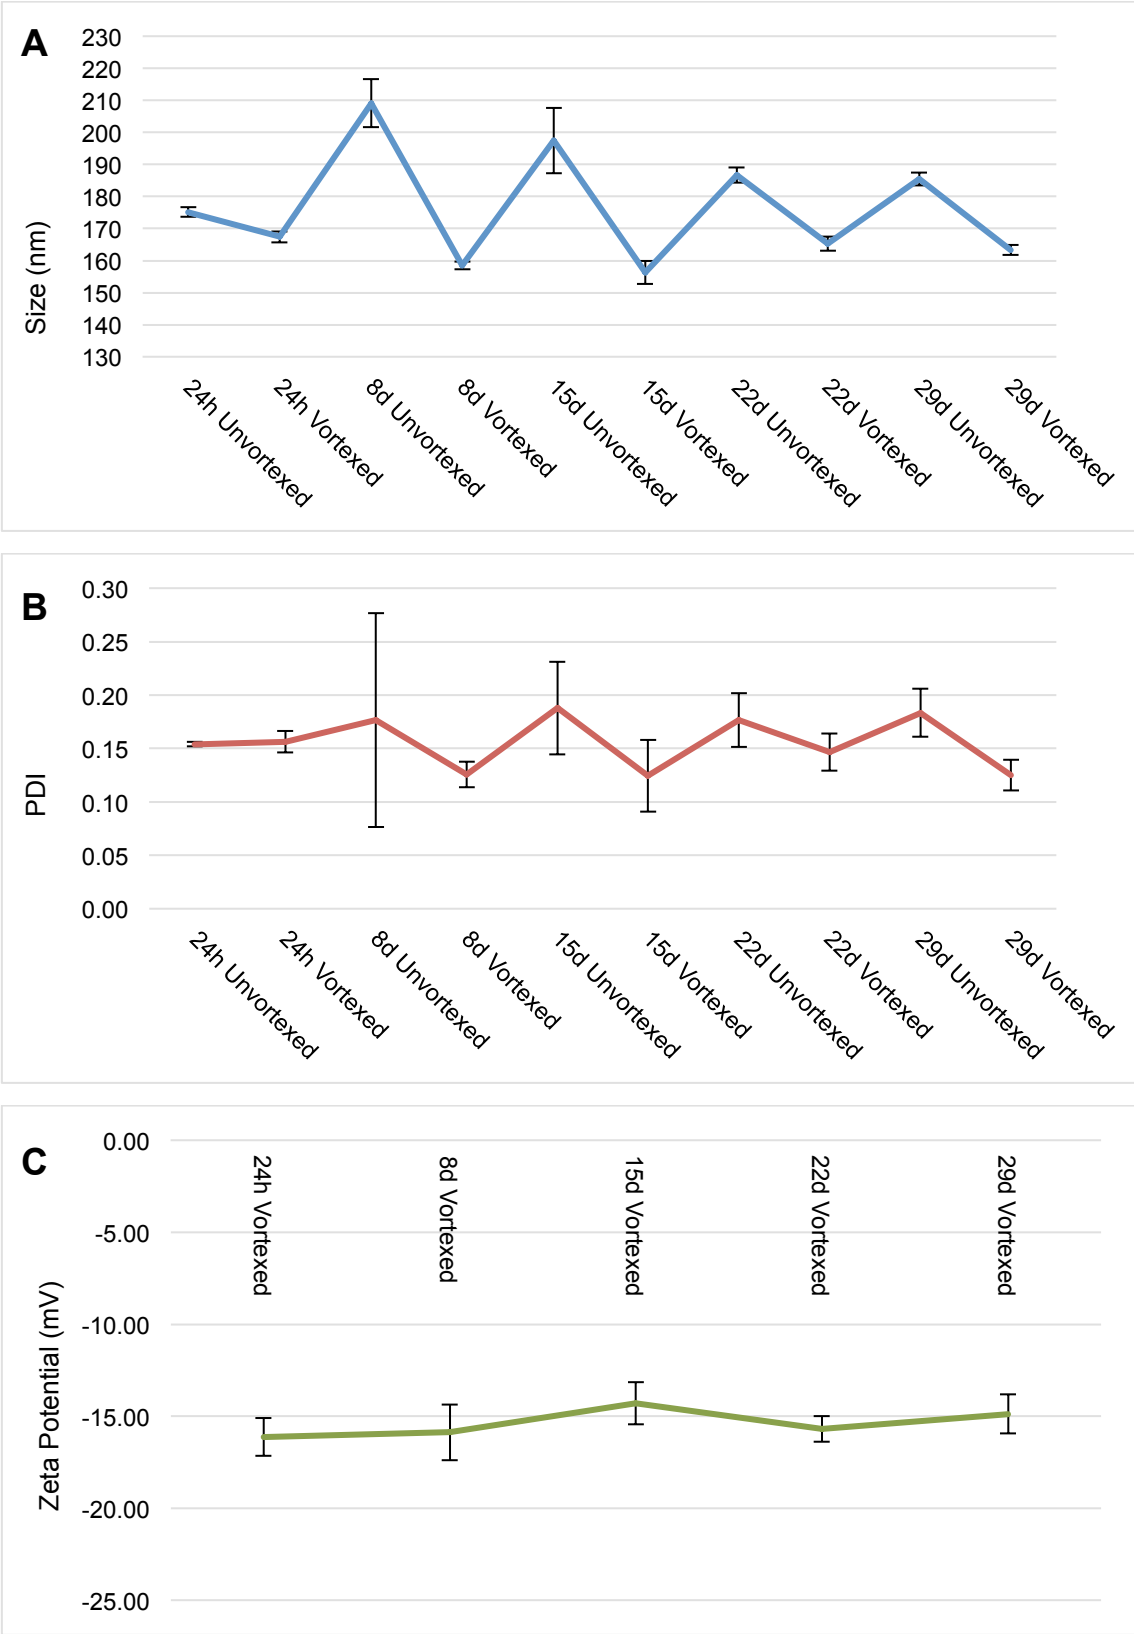 A
230
220
210
200
190
180
170
160
150
140
130
Size (nm)
24h Unvortexed
24h Vortexed
8d Unvortexed
8d Vortexed
15d Unvortexed
15d Vortexed
22d Unvortexed
22d Vortexed
29d Unvortexed
29d Vortexed
B
0.30
0.25
0.20
0.15
0.10
0.05
0.00
PDI
24h Unvortexed
24h Vortexed
8d Unvortexed
8d Vortexed
15d Unvortexed
15d Vortexed
22d Unvortexed
22d Vortexed
29d Unvortexed
29d Vortexed
C
0.00
-5.00
-10.00
-15.00
-20.00
-25.00
Zeta Potential (mV)
24h Vortexed
8d Vortexed
15d Vortexed
22d Vortexed
29d Vortexed